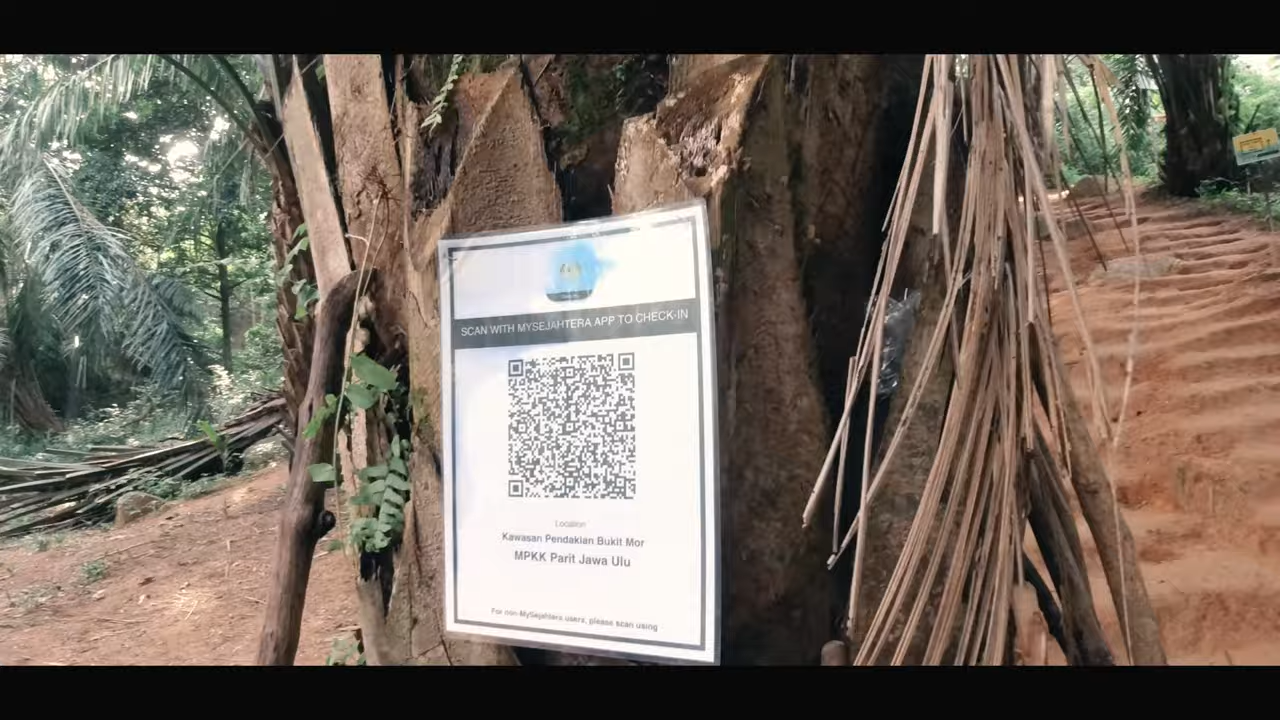 SCAN WITH MYSEJAHTERA APP TO CHECK-IN
Location
Kawasan Pendakian Bukit Mor
MPKK Parit Jawa Ulu
For non-MySejahtera users, please scan using